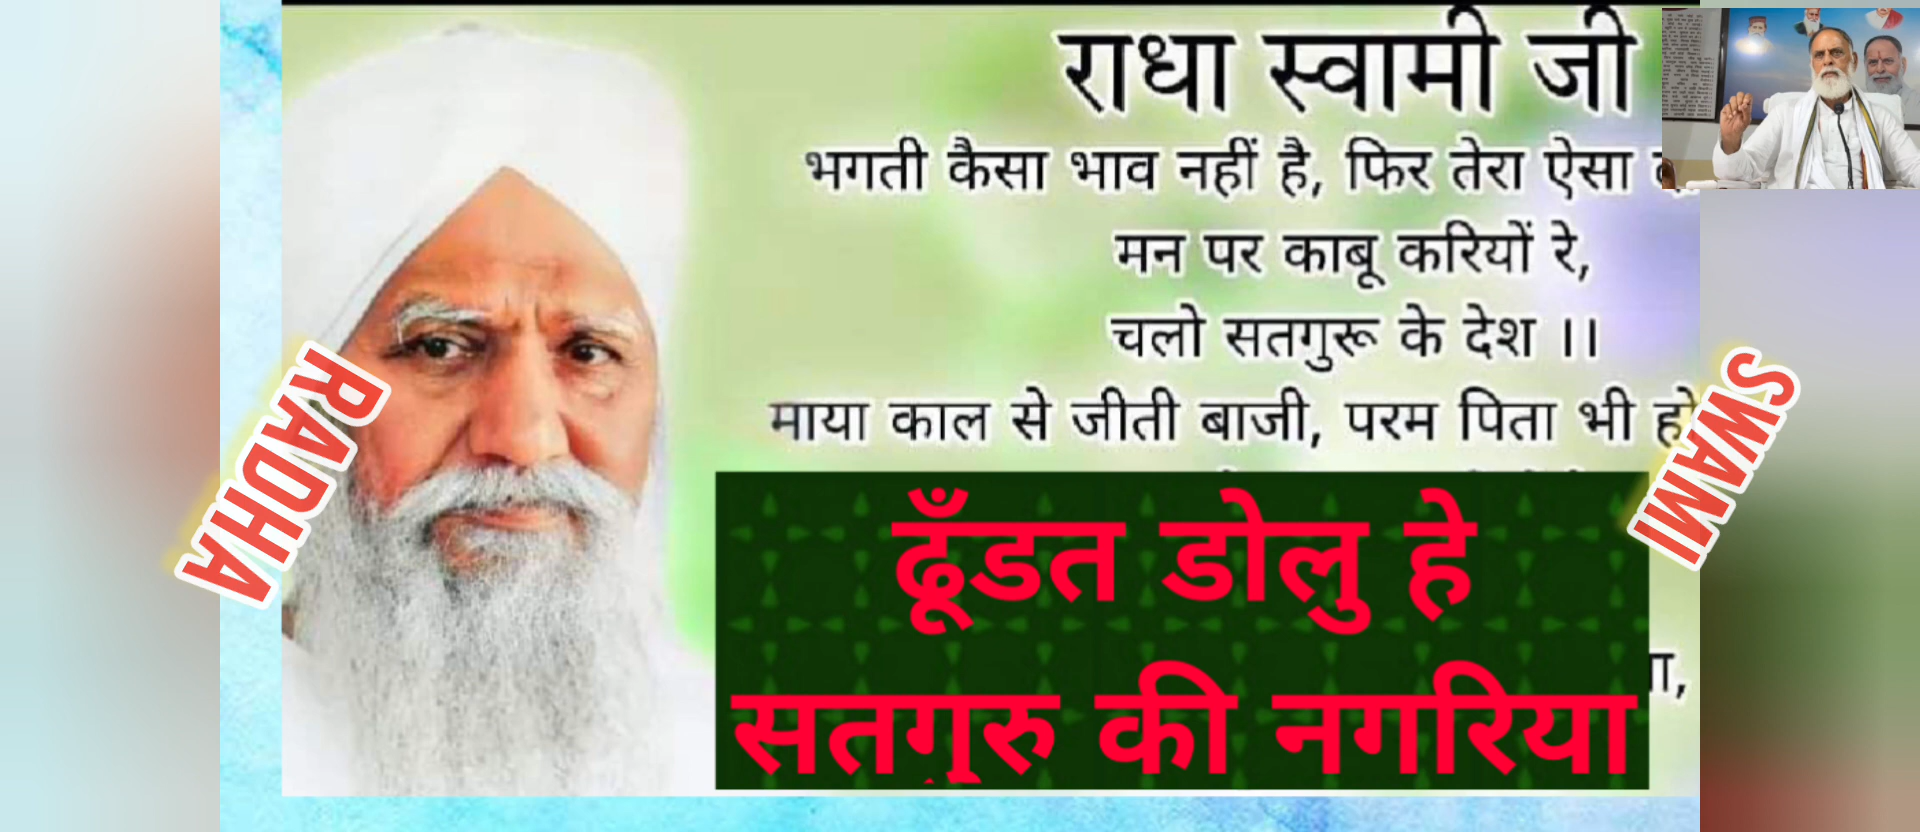 राधा स्वामी जी
भगती कैसा भाव नहीं है, फिर तेरा ऐसा
मन पर काबू करियों रे,
चलो सतगुरू के देश ।।
माया काल से जीती बाजी, परम पिता भी हो
RADHA
SWAMI
ढूँडत डोलु हे
सतगुरु की नगरिया